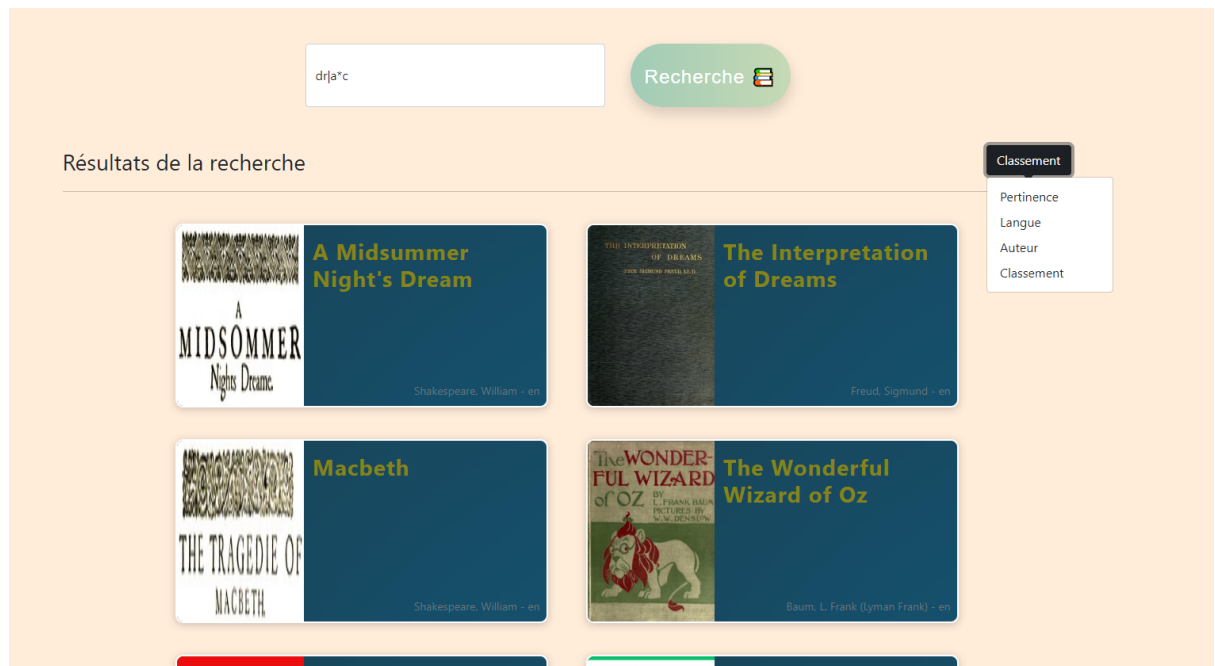 dr|a*c
Recherche
Résultats de la recherche
Classement
Pertinence
Langue
Auteur
Classement
A
MIDSOMMER
Nights Dreame.
A Midsummer
Night's Dream
Shakespeare, William - en
THE INTERPRETATION
OF DREAMS
The Interpretation
of Dreams
Freud, Sigmund - en
THE TRAGEDIE OF
MACBETH
Macbeth
Shakespeare, William - en
The WONDER-
FUL WIZARD
of OZ
BY
L. FRANK BAUM
PICTURES BY
W.W. DENSLOW
The Wonderful
Wizard of Oz
Baum, L. Frank (Lyman Frank) - en